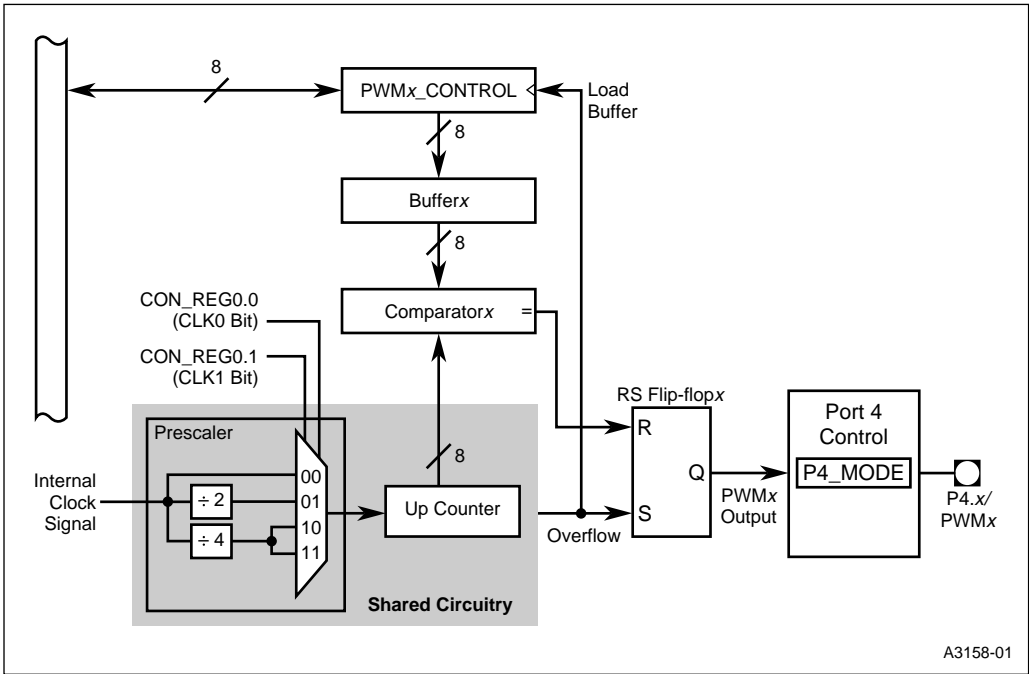 8
PWMx_CONTROL
Load
Buffer
8
Bufferx
8
CON_REG0.0
(CLK0 Bit)
Comparatorx =
CON_REG0.1
(CLK1 Bit)
RS Flip-flopx
Port 4
Control
P4_MODE
Prescaler
8
R
Q
S
Internal
Clock
Signal
00
÷ 2
01
10
÷ 4
11
Up Counter
Overflow
PWMx
Output
P4.x/
PWMx
Shared Circuitry
A3158-01